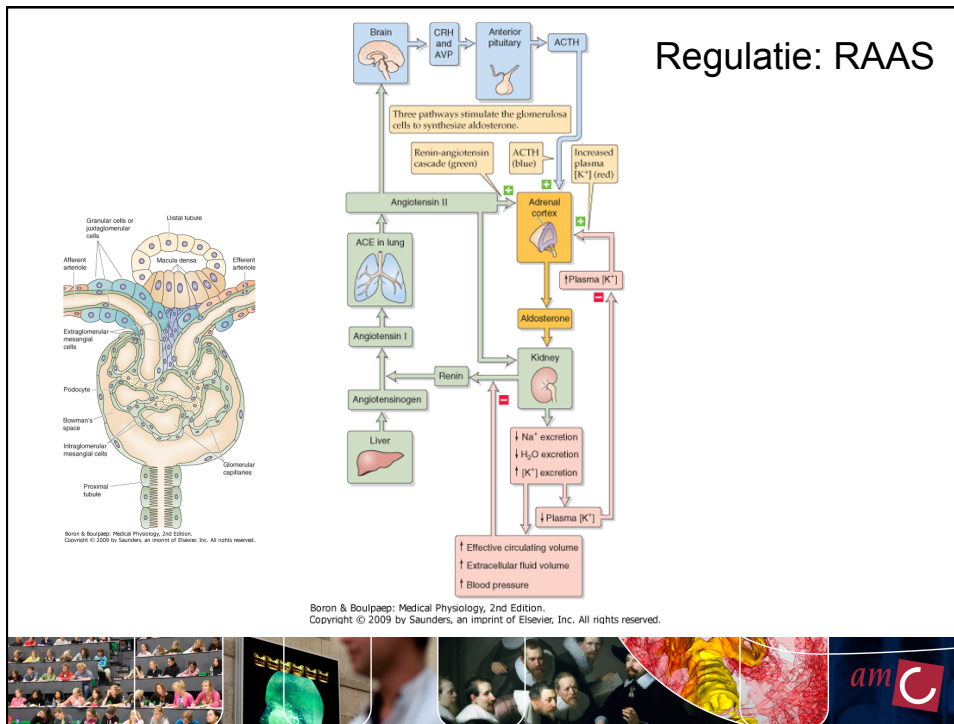 Regulatie: RAAS
Brain
CRH
and
AVP
Anterior
pituitary
ACTH
Three pathways stimulate the glomerulosa
cells to synthesize aldosterone.
Renin-angiotensin
cascade (green)
ACTH
(blue)
Increased
plasma
[K⁺] (red)
Angiotensin II
Adrenal
cortex
ACE in lung
↑Plasma [K⁺]
Aldosterone
Angiotensin I
Kidney
Renin
Angiotensinogen
Liver
↓ Na⁺ excretion
↓ H₂O excretion
↑ [K⁺] excretion
↓ Plasma [K⁺]
↑ Effective circulating volume
↑ Extracellular fluid volume
↑ Blood pressure
Boron & Boulpaep: Medical Physiology, 2nd Edition.
Copyright © 2009 by Saunders, an imprint of Elsevier, Inc. All rights reserved.
Granular cells or
juxtaglomerular
cells
Distal tubule
Afferent
arteriole
Macula densa
Efferent
arteriole
Extraglomerular
mesangial
cells
Podocyte
Bowman's
space
Intraglomerular
mesangial cells
Glomerular
capillaries
Proximal
tubule
Boron & Boulpaep: Medical Physiology, 2nd Edition.
Copyright © 2009 by Saunders, an imprint of Elsevier, Inc. All rights reserved.
amC